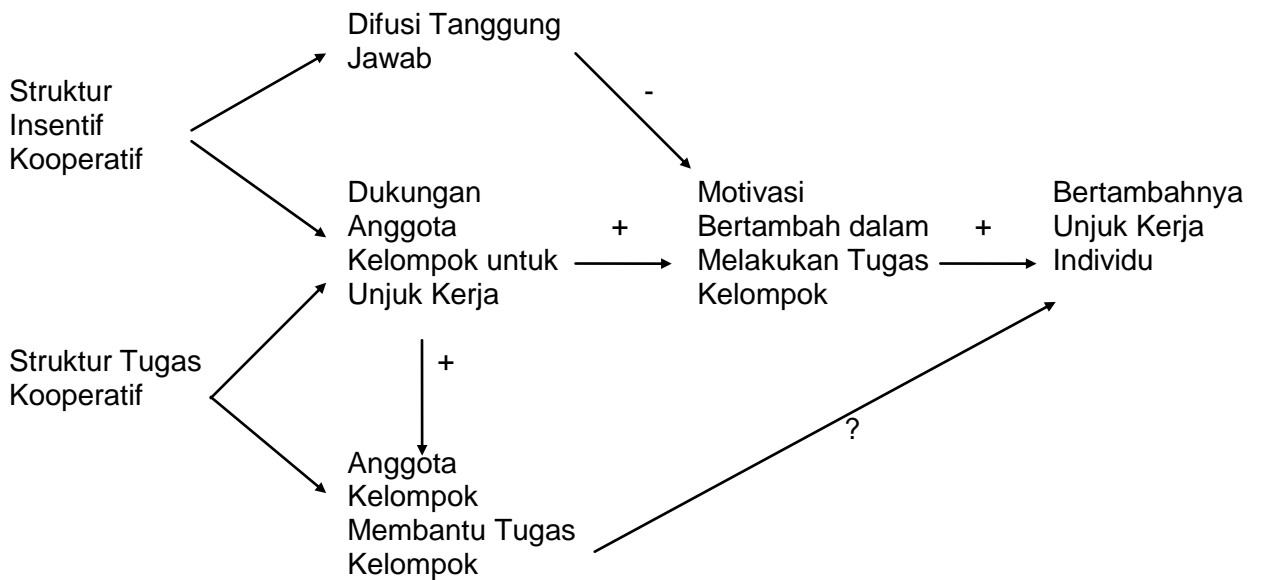 Difusi Tanggung
Jawab
-
Struktur
Insentif
Kooperatif
Dukungan
Anggota
Kelompok untuk
Unjuk Kerja
+
Motivasi
Bertambah dalam
Melakukan Tugas
Kelompok
+
Bertambahnya
Unjuk Kerja
Individu
Struktur Tugas
Kooperatif
+
?
Anggota
Kelompok
Membantu Tugas
Kelompok